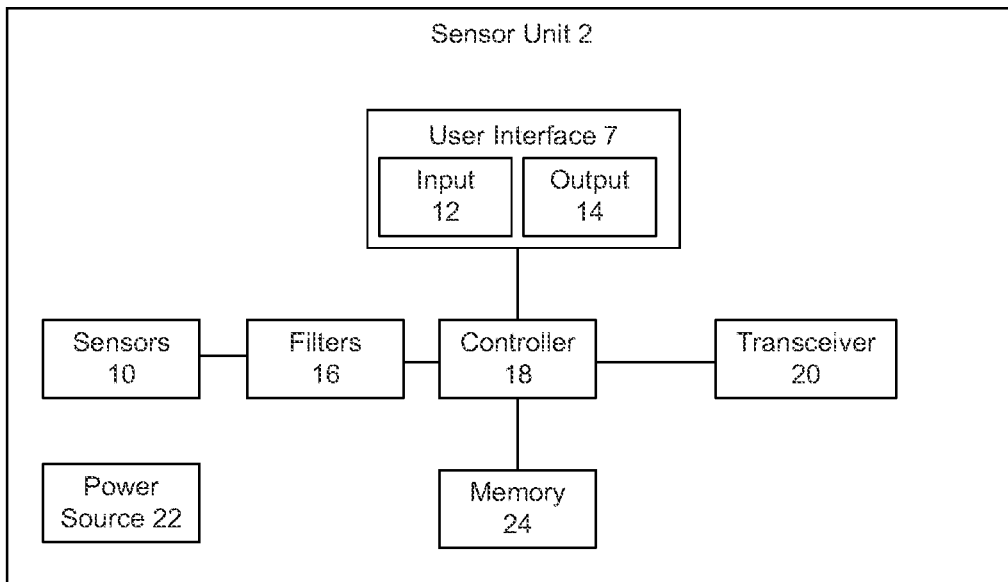 Sensor Unit 2
User Interface 7
Input
12
Output
14
Sensors
10
Filters
16
Controller
18
Transceiver
20
Power
Source 22
Memory
24